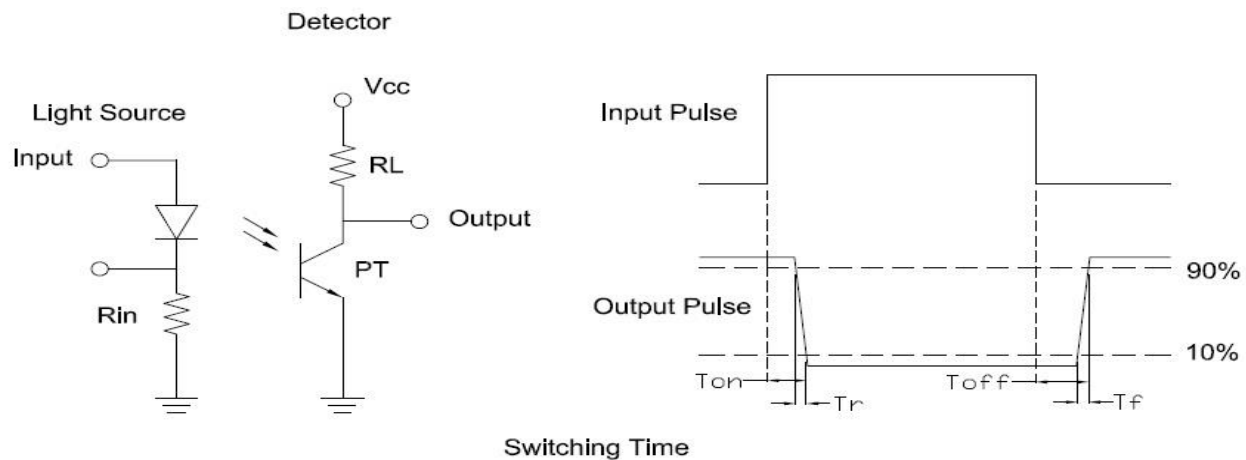 Detector
Vcc
Light Source
Input
RL
Output
PT
Rin
Input Pulse
90%
Output Pulse
10%
Ton
Toff
Tr
Tf
Switching Time